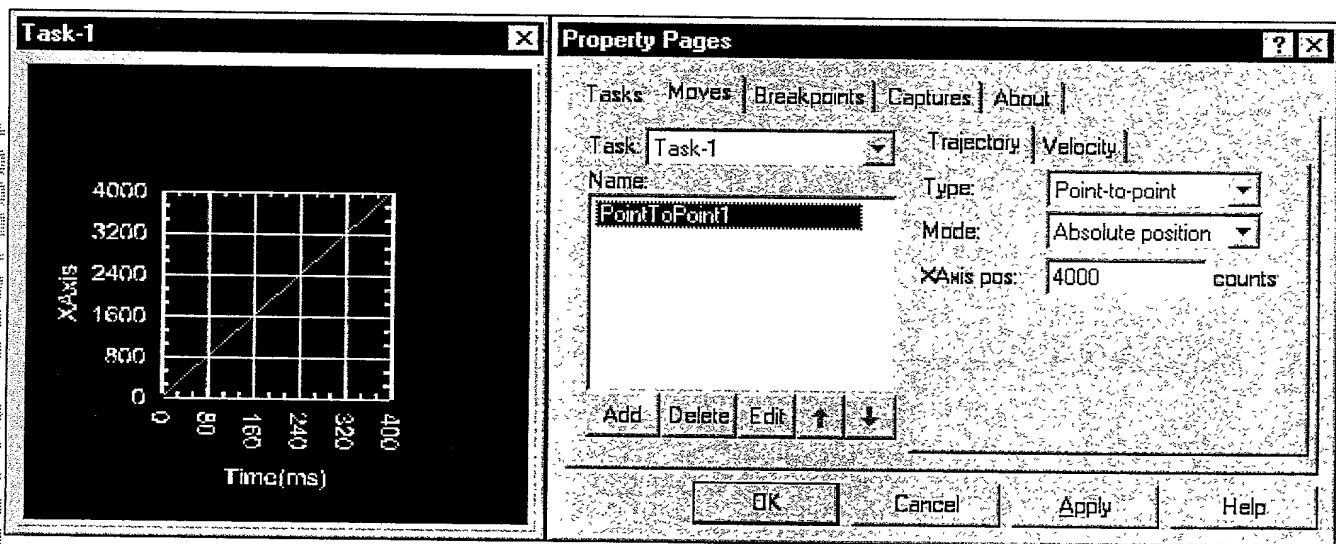 Task-1
4000
3200
2400
1600
800
0
XAxis
0 80 160 240 320 400
Time(ms)
Property Pages
Tasks Moves Breakpoints Captures About
Task: Task-1
Name:
PointToPoint1
Add Delete Edit
Trajectory Velocity
Type: Point-to-point
Mode: Absolute position
XAxis pos: 4000 counts
OK Cancel Apply Help